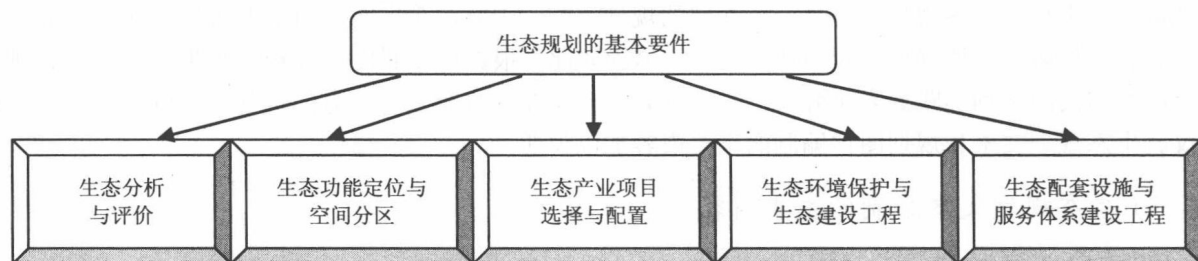 生态规划的基本要件
生态分析
与评价
生态功能定位与
空间分区
生态产业项目
选择与配置
生态环境保护与
生态建设工程
生态配套设施与
服务体系建设工程